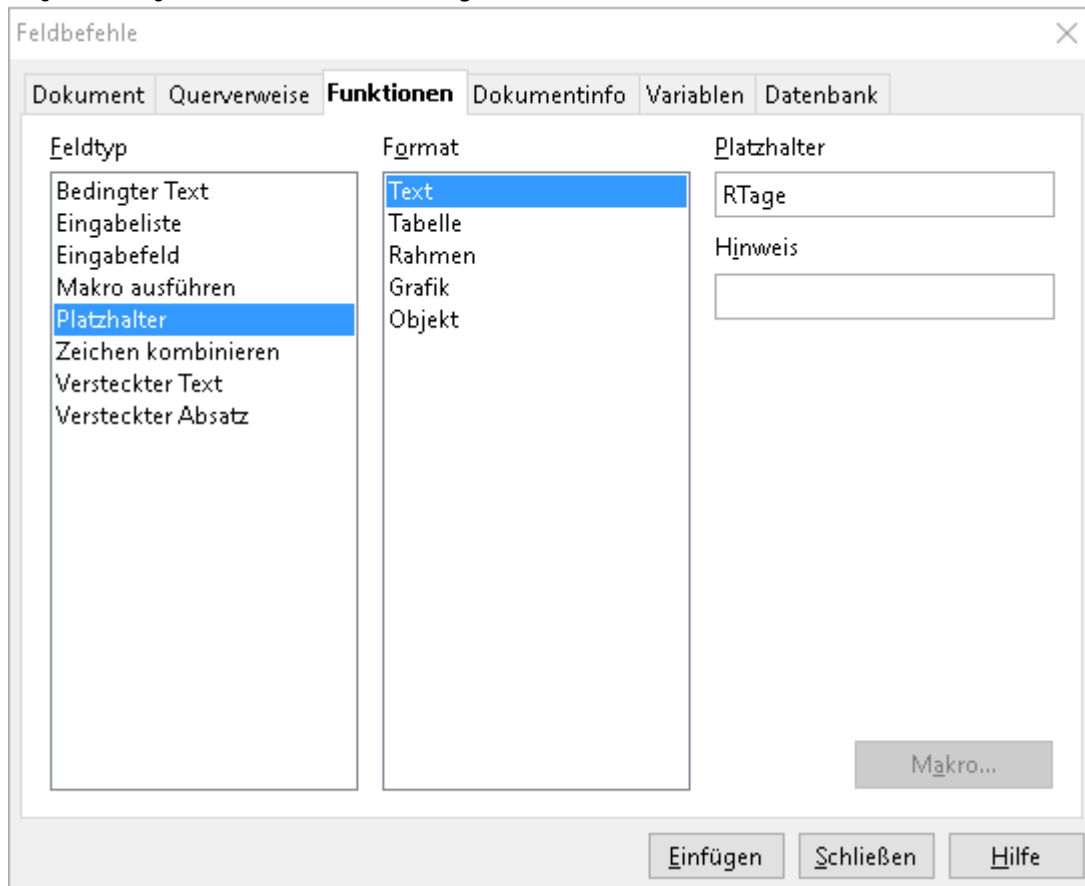 Feldbefehle
Dokument Querverweise Funktionen Dokumentinfo Variablen Datenbank
Feldtyp Format Platzhalter
Bedingter Text Text RTage
Eingabeliste Tabelle
Eingabefeld Rahmen Hinweis
Makro ausführen Grafik
Platzhalter Objekt
Zeichen kombinieren
Versteckter Text
Versteckter Absatz
Makro...
Einfügen Schließen Hilfe